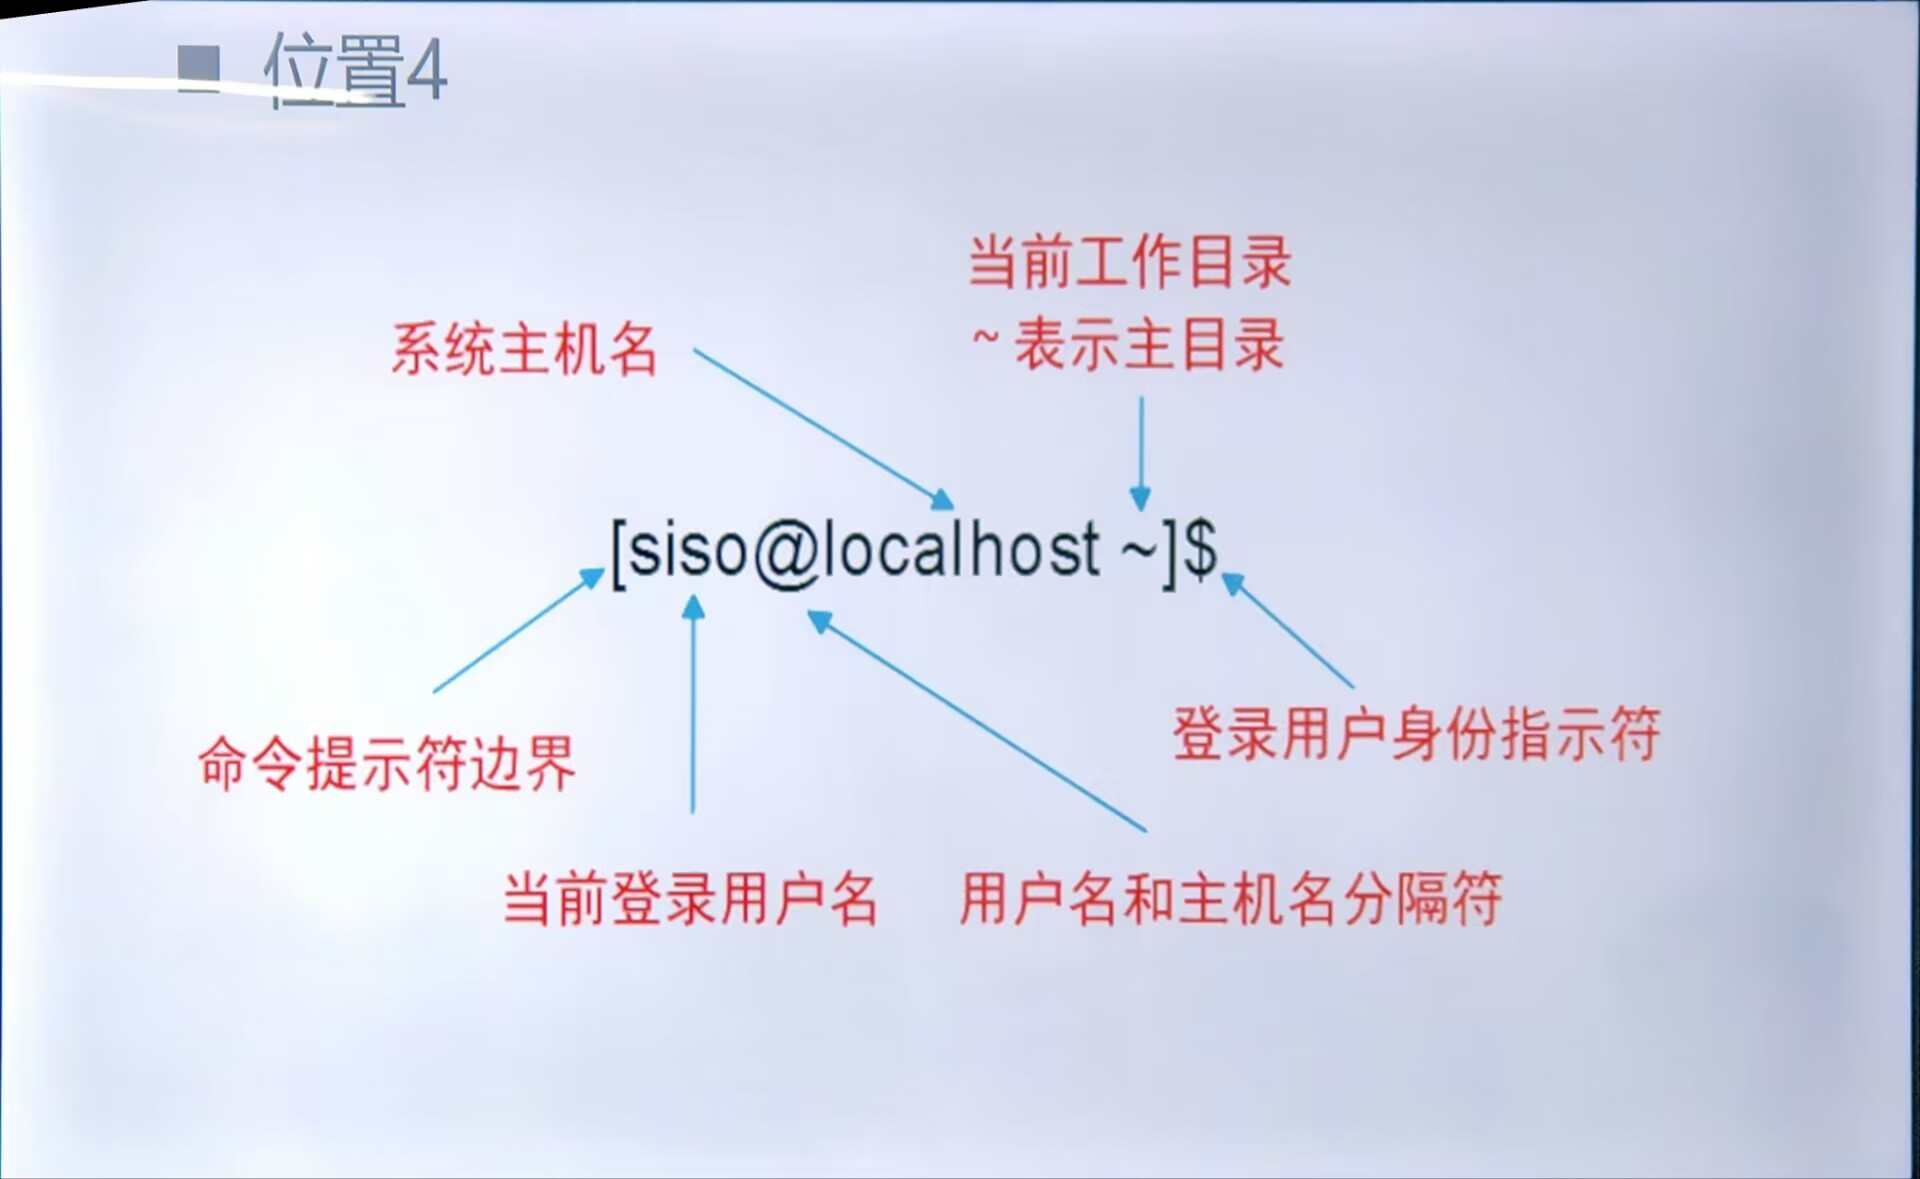 ■ 位置4
当前工作目录
~ 表示主目录
系统主机名
[siso@localhost ~]$
命令提示符边界
登录用户身份指示符
当前登录用户名
用户名和主机名分隔符